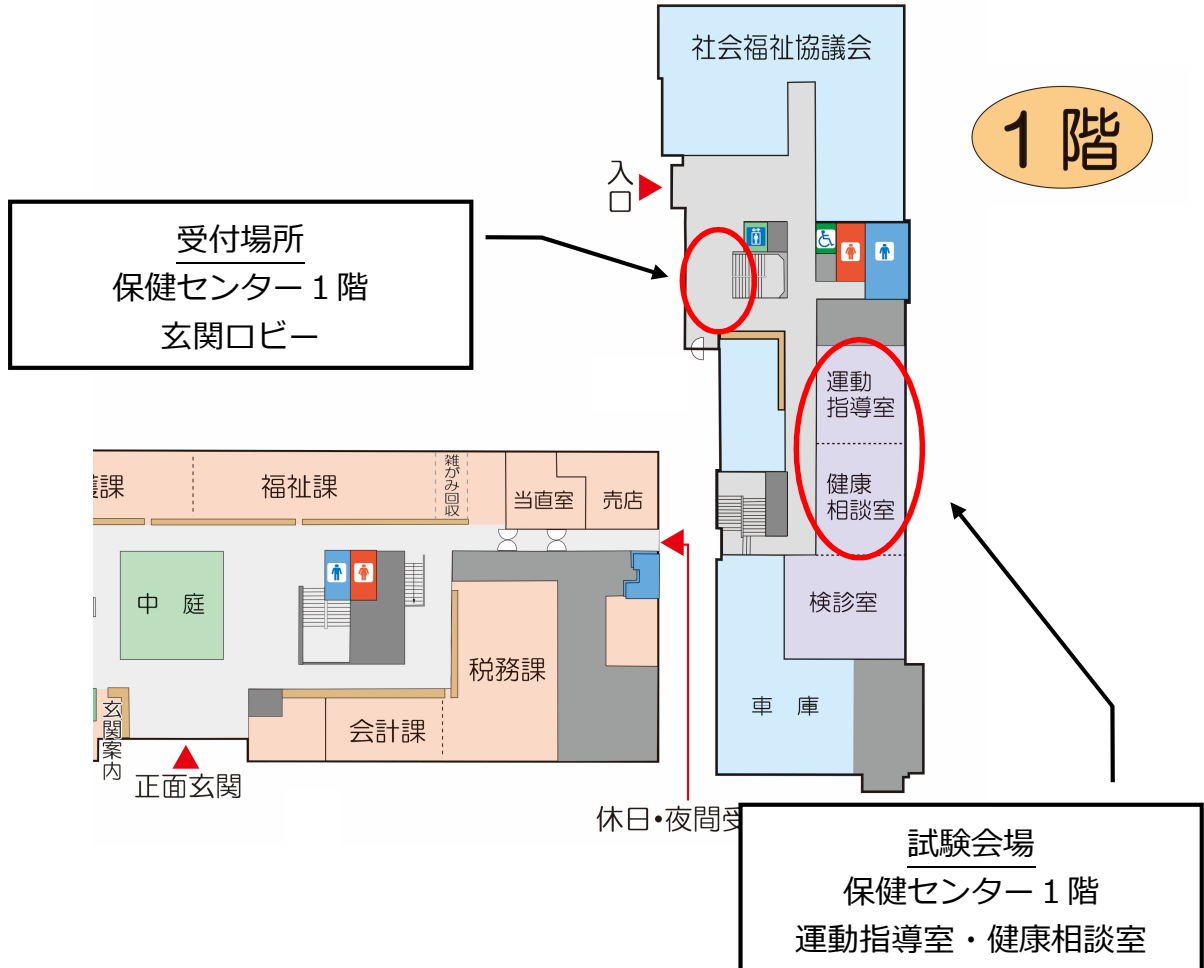 社会福祉協議会
1階
入口
受付場所
保健センター1階
玄関ロビー
運動
指導室
健康
相談室
検診室
車庫
護課
福祉課
雑がみ回収
当直室
売店
中庭
税務課
会計課
玄関案内
正面玄関
休日・夜間受
試験会場
保健センター1階
運動指導室・健康相談室